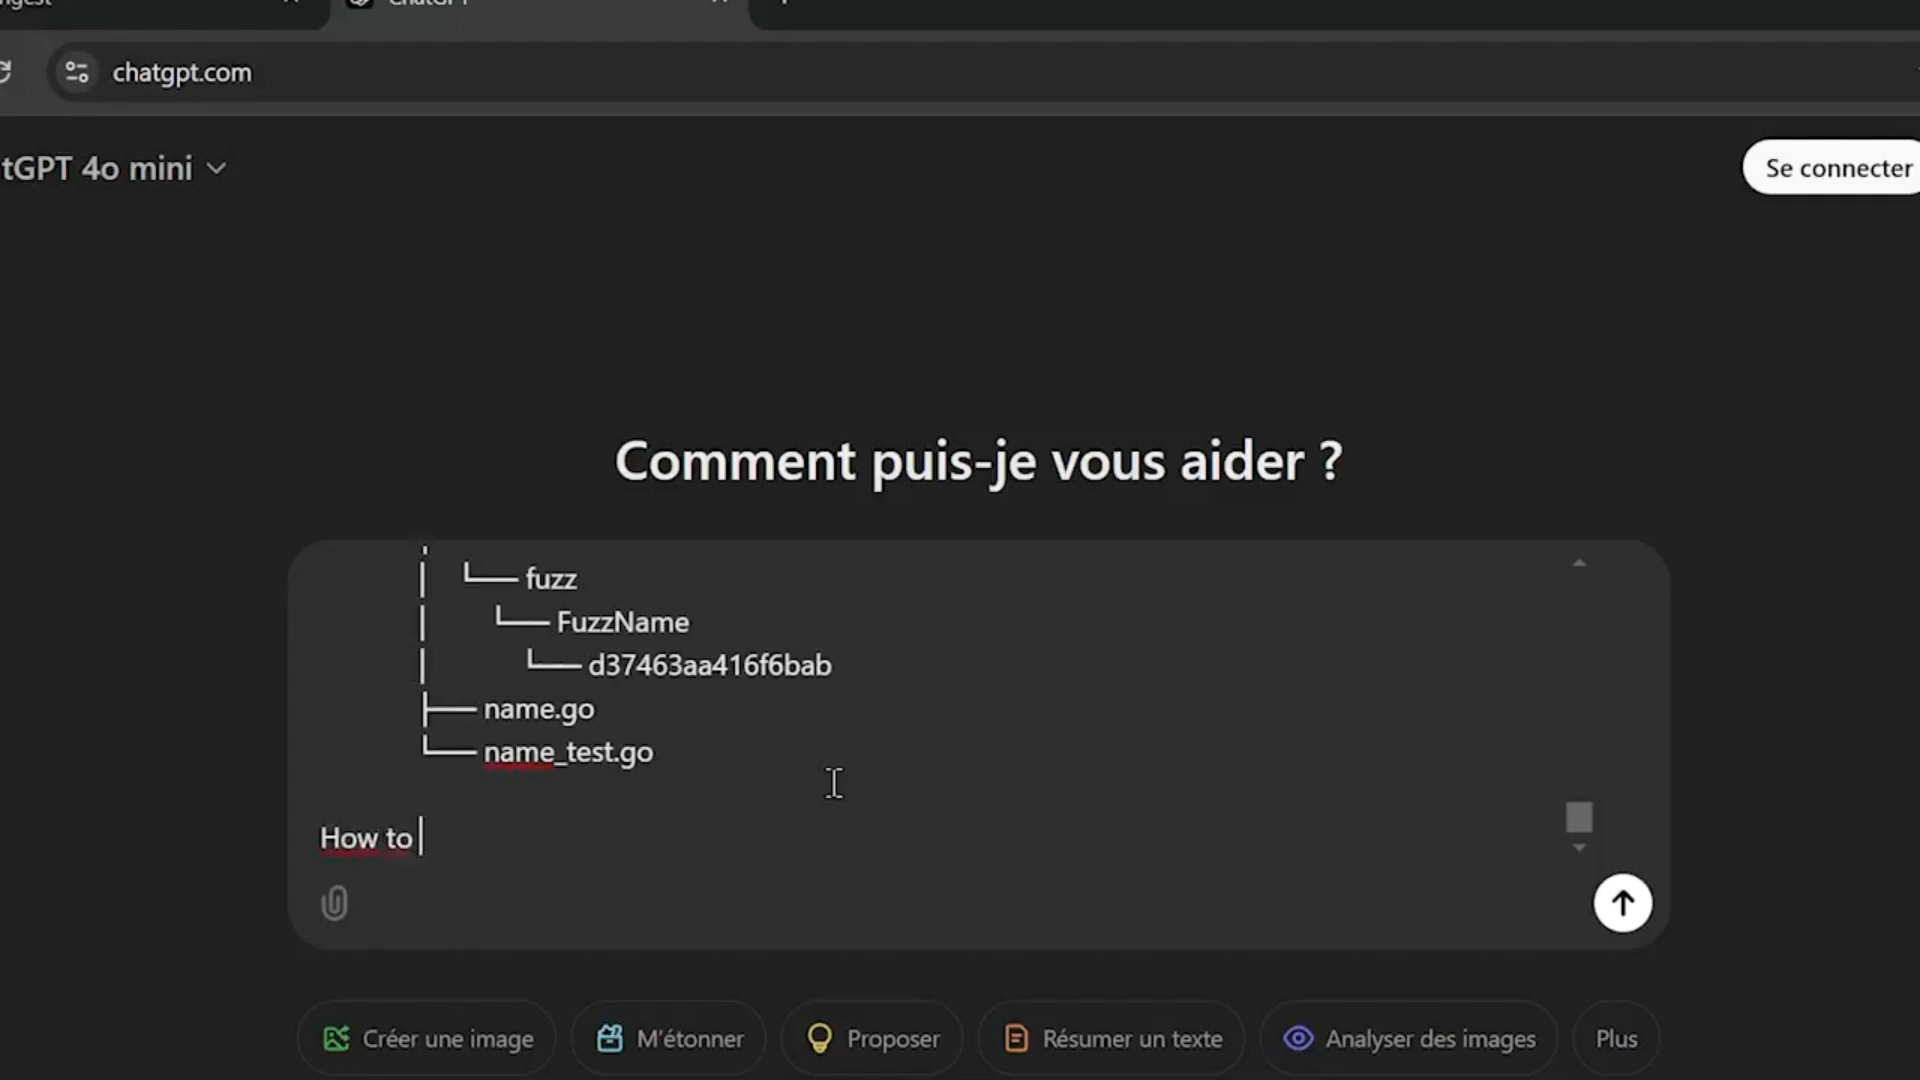 chatgpt.com
tGPT 4o mini
Se connecter
Comment puis-je vous aider ?
└── fuzz
└── FuzzName
└── d37463aa416f6bab
├── name.go
└── name_test.go
How to
Créer une image
M'étonner
Proposer
Résumer un texte
Analyser des images
Plus